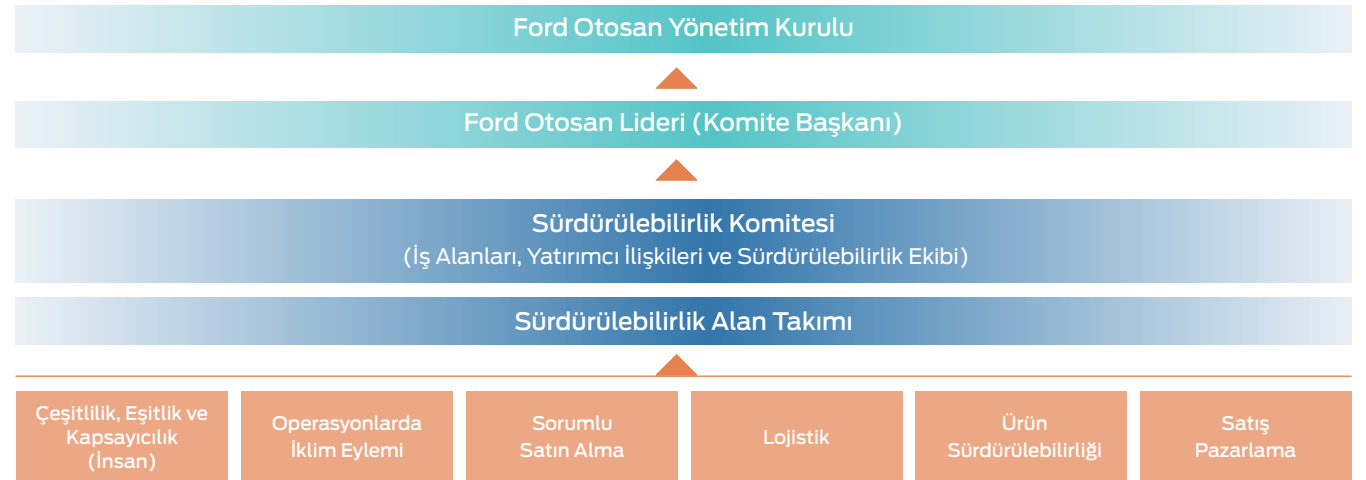 Ford Otosan Yönetim Kurulu
Ford Otosan Lideri (Komite Başkanı)
Sürdürülebilirlik Komitesi
(İş Alanları, Yatırımcı İlişkileri ve Sürdürülebilirlik Ekibi)
Sürdürülebilirlik Alan Takımı
Çeşitlilik, Eşitlik ve
Kapsayıcılık
(İnsan)
Operasyonlarda
İklim Eylemi
Sorumlu
Satın Alma
Lojistik
Ürün
Sürdürülebilirliği
Satış
Pazarlama